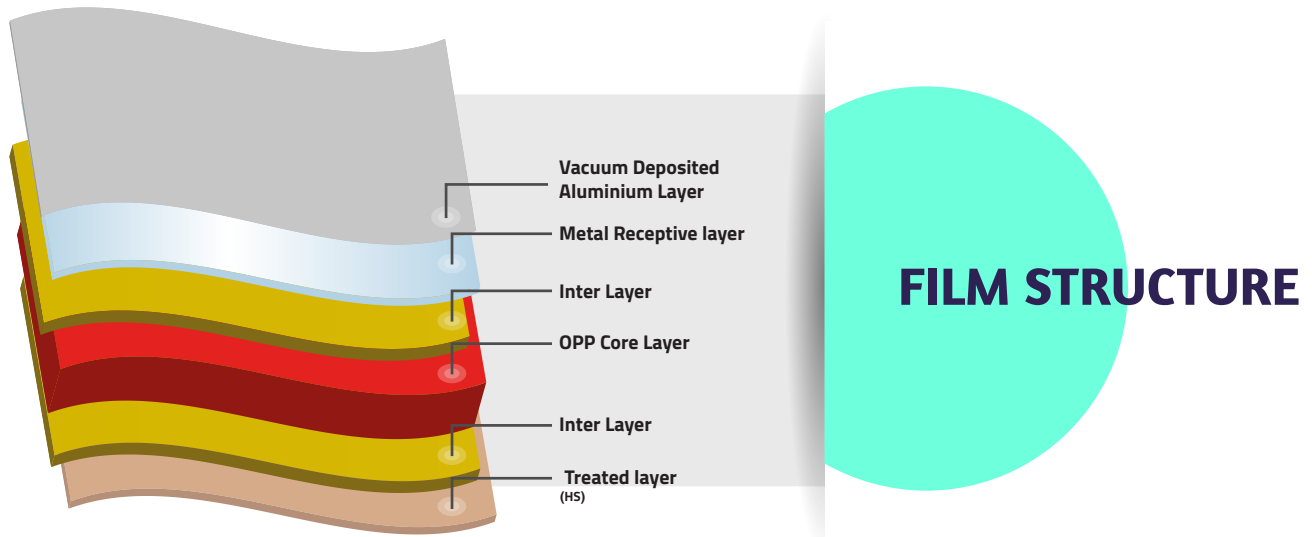 Vacuum Deposited
Aluminium Layer
Metal Receptive layer
Inter Layer
OPP Core Layer
Inter Layer
Treated layer
(HS)
FILM STRUCTURE